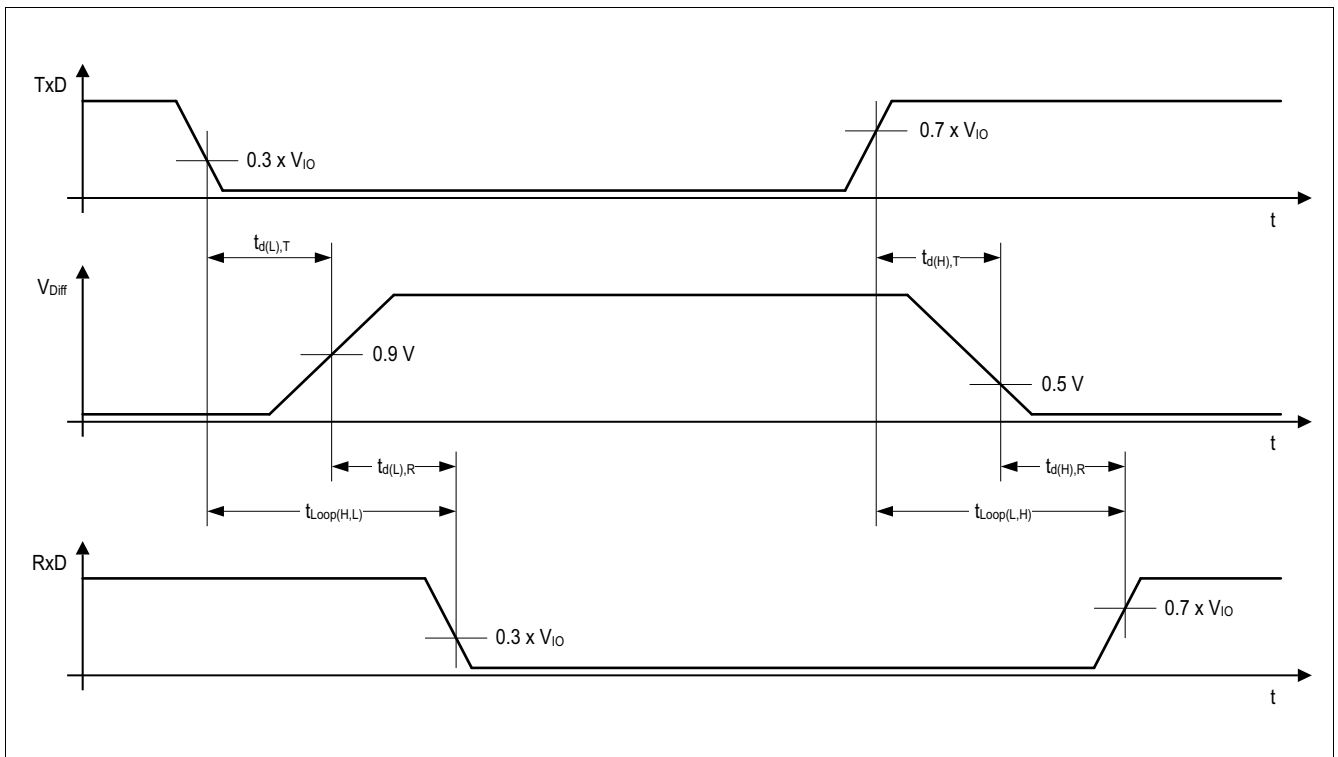 TxD
0.3 x VIO
0.7 x VIO
t
td(L),T
td(H),T
VDiff
0.9 V
0.5 V
t
td(L),R
td(H),R
tLoop(H,L)
tLoop(L,H)
RxD
0.3 x VIO
0.7 x VIO
t